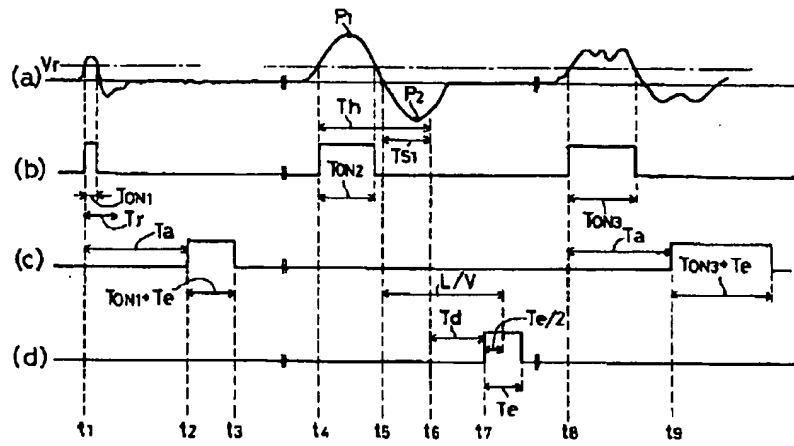 P1
(a) Vr
P2
Th
TS1
(b)
TON1
TON2
TON3
Tr
Ta
Ta
(c)
TON1+Te
L/V
TON3+Te
Td
Te/2
(d)
Te
t1 t2 t3 t4 t5 t6 t7 t8 t9